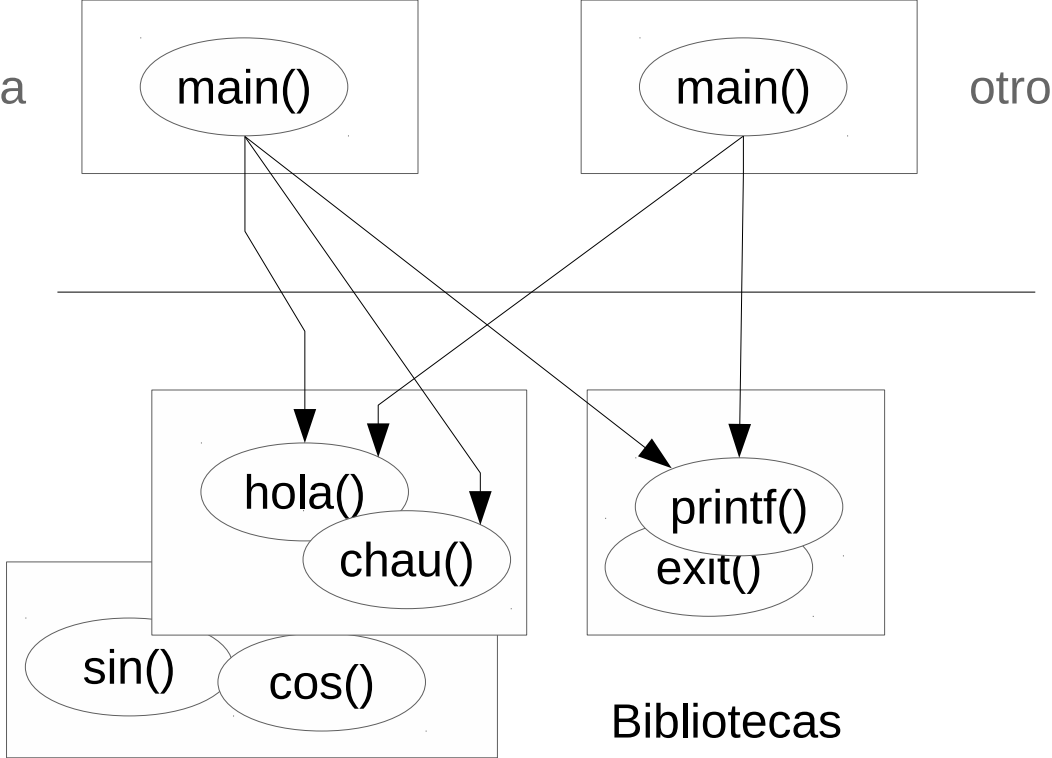 a
main()
main()
otro
hola()
chau()
printf()
exit()
sin()
cos()
Bibliotecas